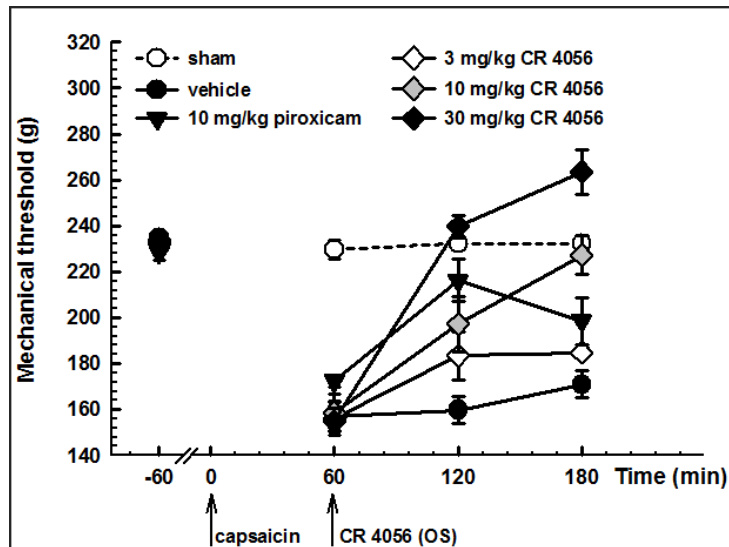 320
300
280
260
240
220
200
180
160
140
Mechanical threshold (g)
sham
vehicle
10 mg/kg piroxicam
3 mg/kg CR 4056
10 mg/kg CR 4056
30 mg/kg CR 4056
-60 0 60 120 180 Time (min)
capsaicin CR 4056 (OS)